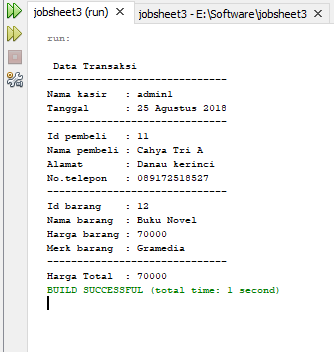 jobsheet3 (run) jobsheet3 - E:\Software\jobsheet3
run:
Data Transaksi
----------------------------
Nama kasir : admin1
Tanggal : 25 Agustus 2018
----------------------------
Id pembeli : 11
Nama pembeli : Cahya Tri A
Alamat : Danau kerinci
No.telepon : 089172518527
----------------------------
Id barang : 12
Nama barang : Buku Novel
Harga barang : 70000
Merk barang : Gramedia
----------------------------
Harga Total : 70000
BUILD SUCCESSFUL (total time: 1 second)